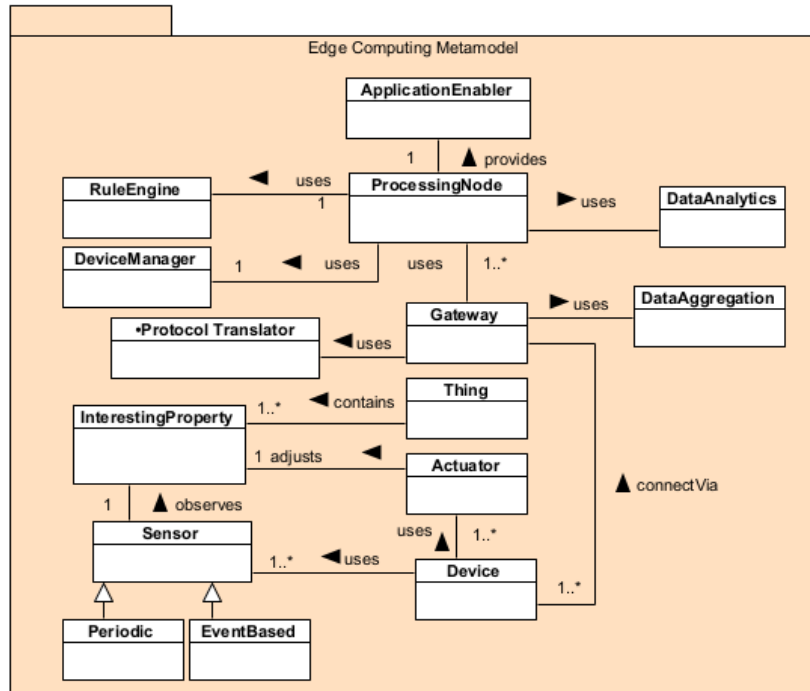 Edge Computing Metamodel
ApplicationEnabler
1 ▲ provides
RuleEngine
◀ uses
1
ProcessingNode
▶ uses
DataAnalytics
DeviceManager
1 ◀ uses
uses
1..*
Gateway
▶ uses
DataAggregation
•Protocol Translator
◀ uses
Thing
◀ contains
1..*
InterestingProperty
1 adjusts ◀
Actuator
▲ connectVia
1 ▲ observes
Sensor
uses ▲ 1..*
1..* ◀ uses
Device
1..*
Periodic
EventBased